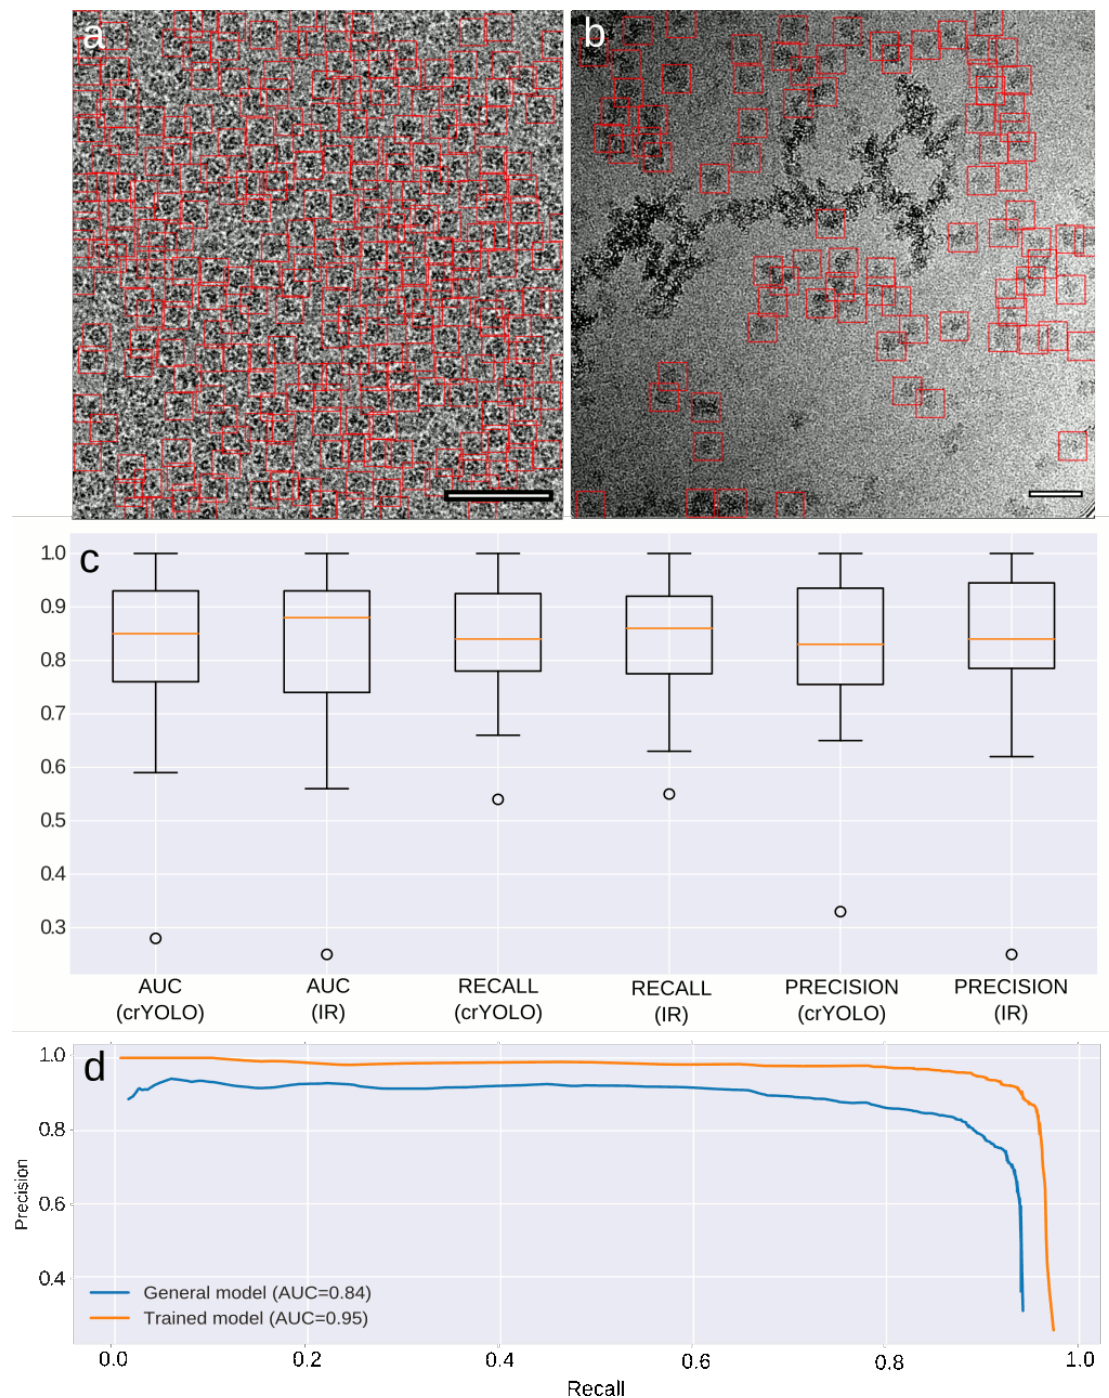 a
b
c
1.0
0.9
0.8
0.7
0.6
0.5
0.4
0.3
AUC
(crYOLO)
AUC
(IR)
RECALL
(crYOLO)
RECALL
(IR)
PRECISION
(crYOLO)
PRECISION
(IR)
d
1.0
0.8
0.6
0.4
Precision
General model (AUC=0.84)
Trained model (AUC=0.95)
0.0
0.2
0.4
0.6
0.8
1.0
Recall